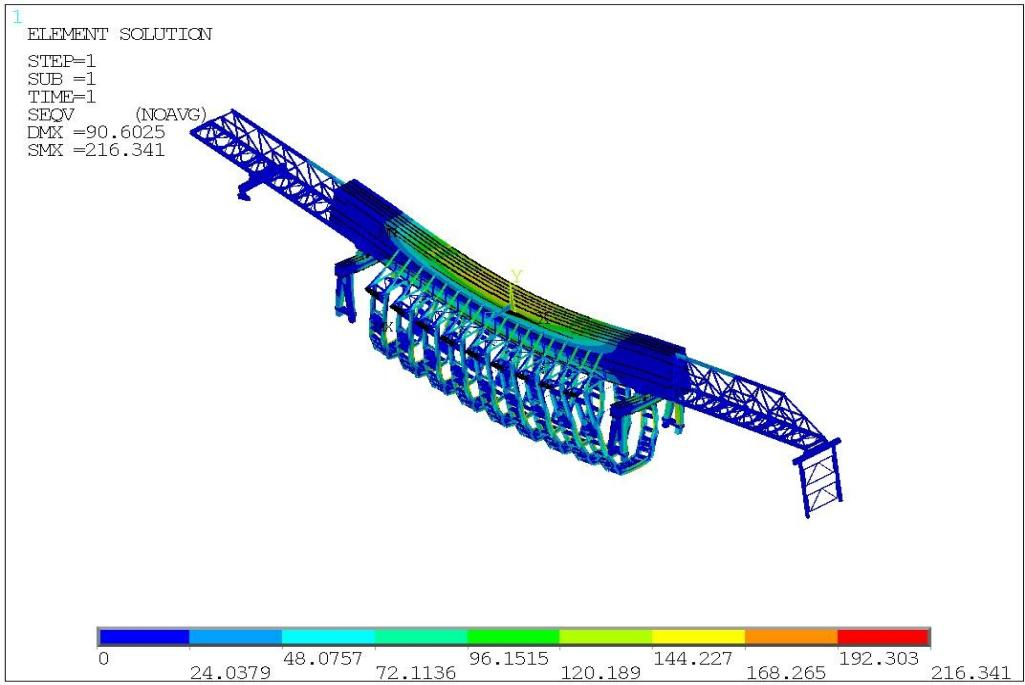 1
ELEMENT SOLUTION
STEP=1
SUB =1
TIME=1
SEQV (NOAVG)
DMX =90.6025
SMX =216.341
Y
X
0 48.0757 96.1515 144.227 192.303
24.0379 72.1136 120.189 168.265 216.341